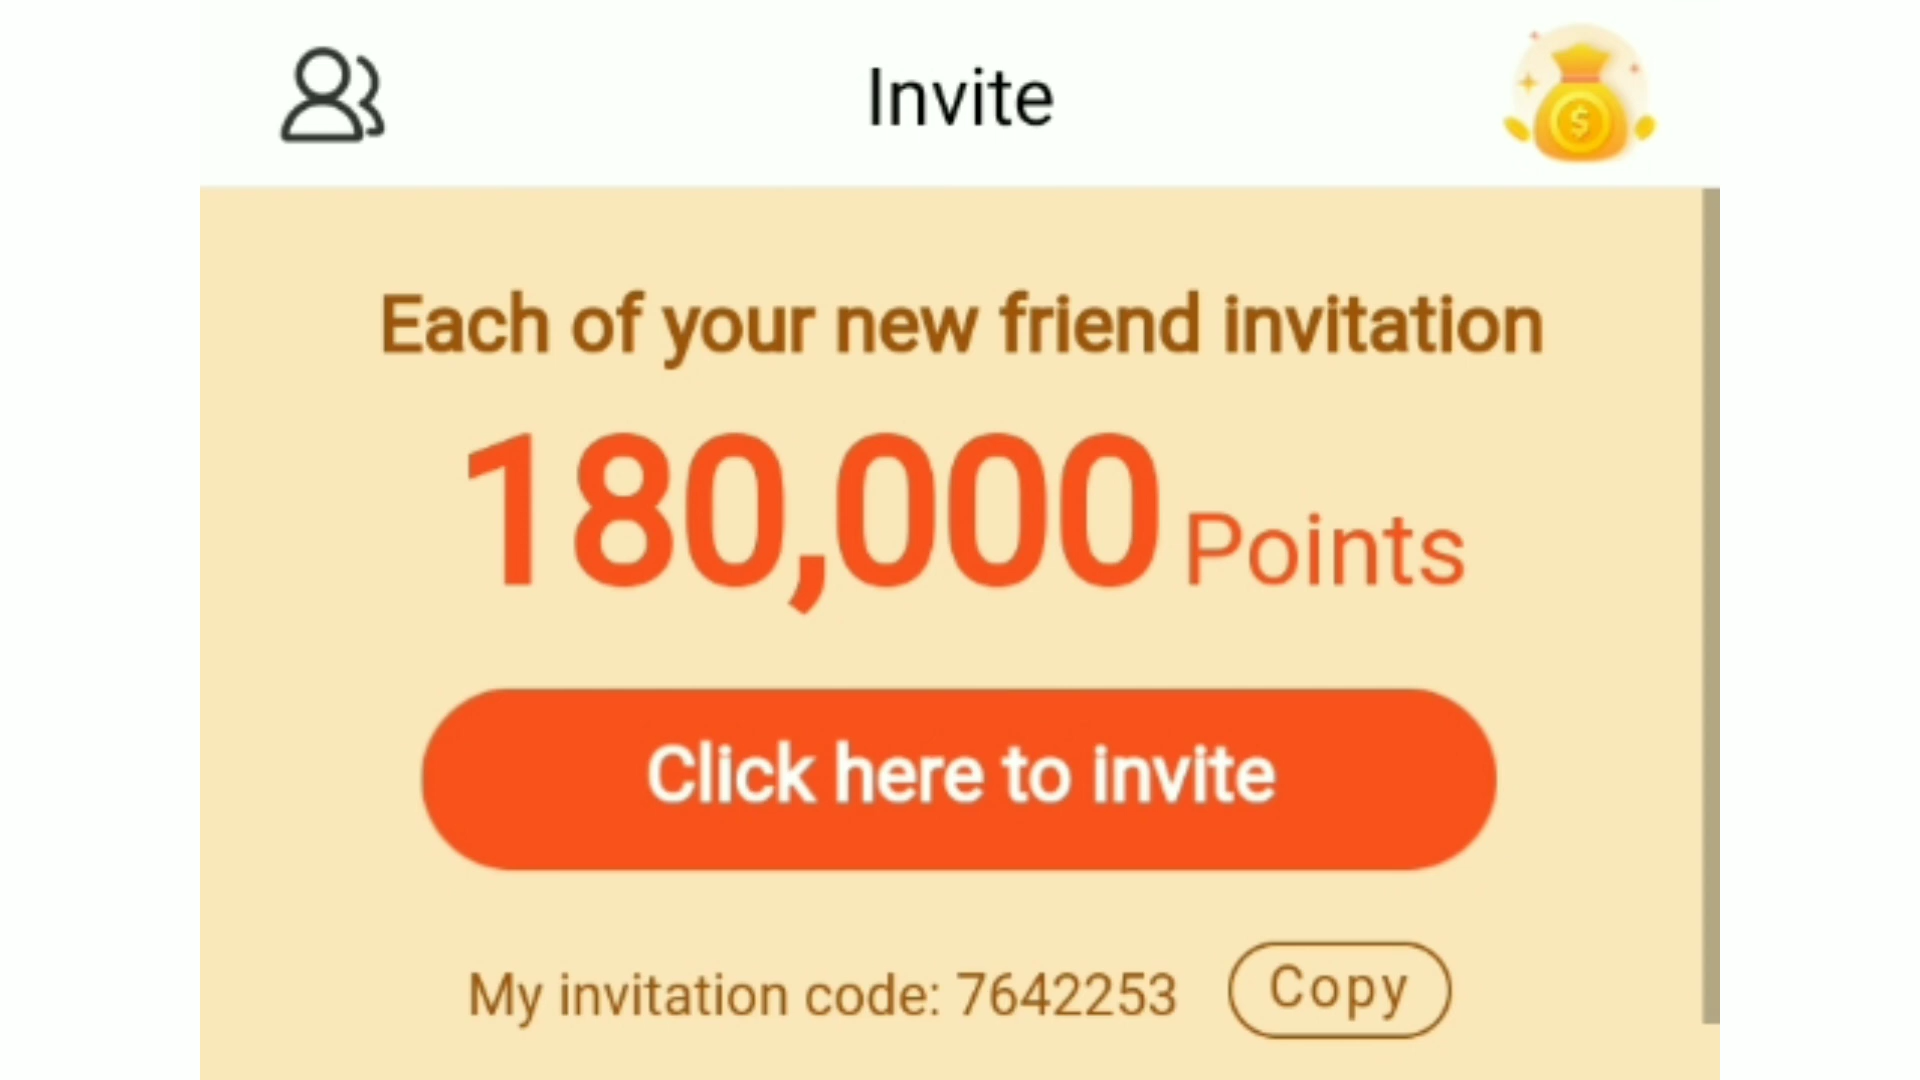 Invite
$
Each of your new friend invitation
180,000 Points
Click here to invite
My invitation code: 7642253 Copy